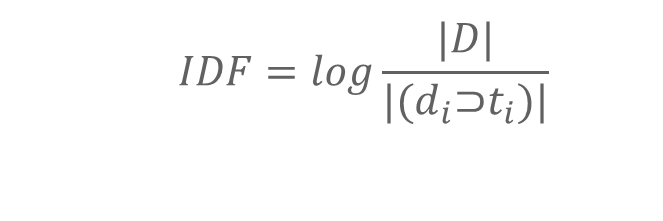 IDF = log |D| / |(dᵢ⊃tᵢ)|